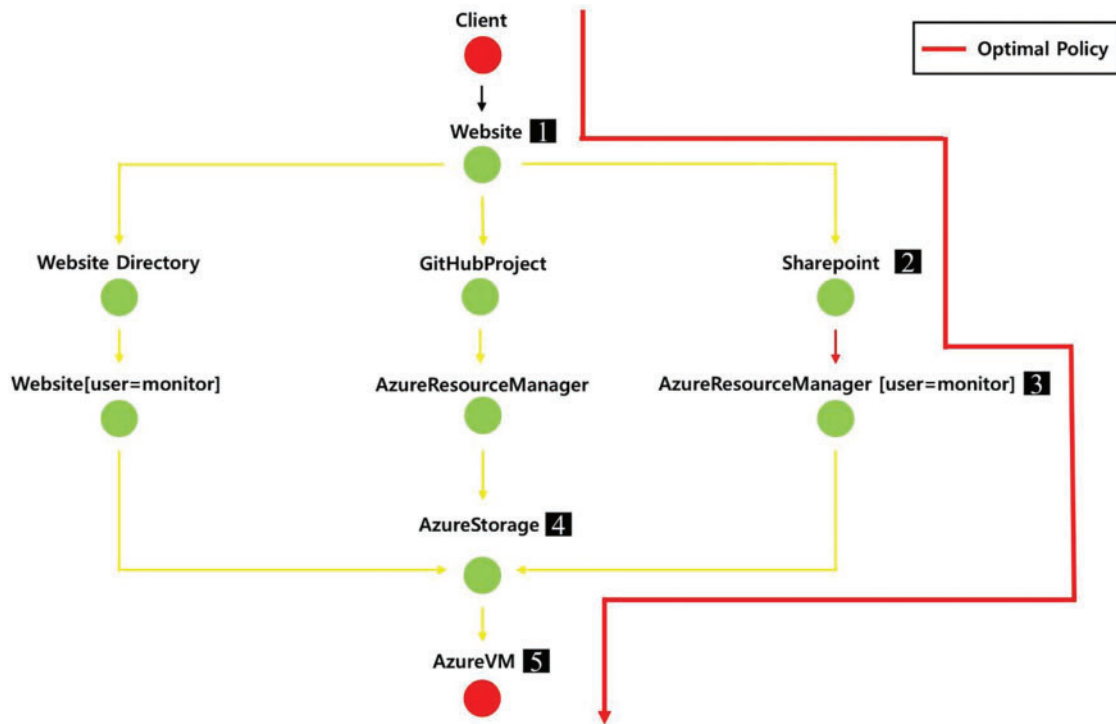 Client
Optimal Policy
Website 1
Website Directory
GitHubProject
Sharepoint 2
Website[user=monitor]
AzureResourceManager
AzureResourceManager [user=monitor] 3
AzureStorage 4
AzureVM 5